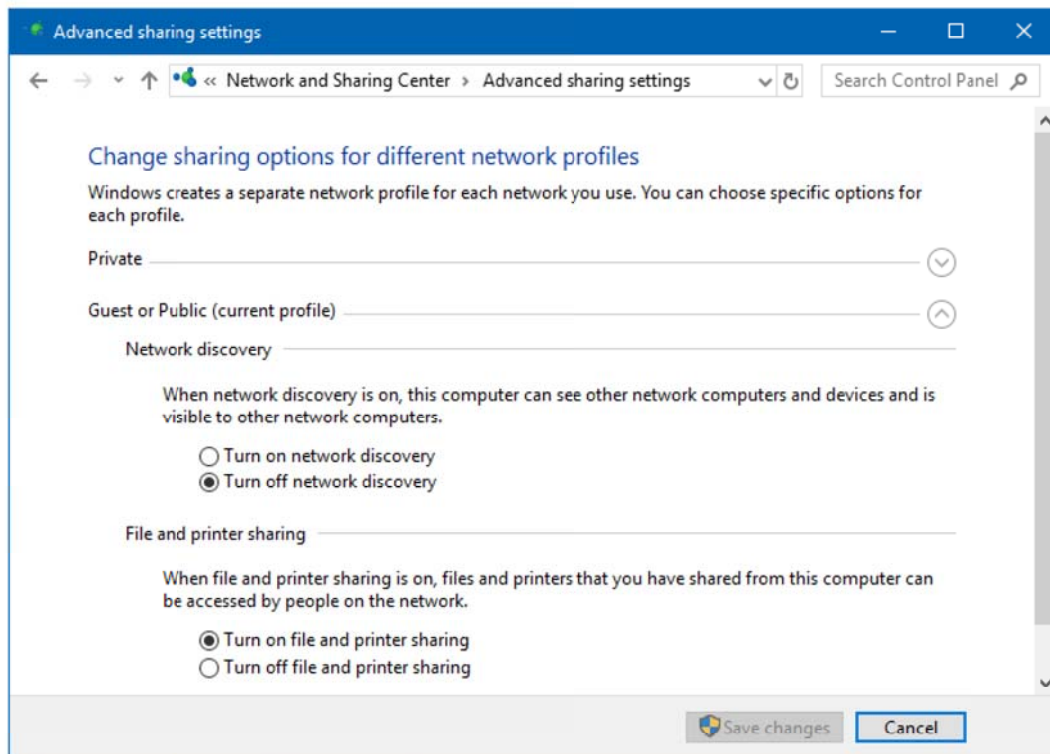 Advanced sharing settings
« Network and Sharing Center > Advanced sharing settings
Search Control Panel
Change sharing options for different network profiles
Windows creates a separate network profile for each network you use. You can choose specific options for
each profile.
Private
Guest or Public (current profile)
Network discovery
When network discovery is on, this computer can see other network computers and devices and is
visible to other network computers.
Turn on network discovery
Turn off network discovery
File and printer sharing
When file and printer sharing is on, files and printers that you have shared from this computer can
be accessed by people on the network.
Turn on file and printer sharing
Turn off file and printer sharing
Save changes
Cancel